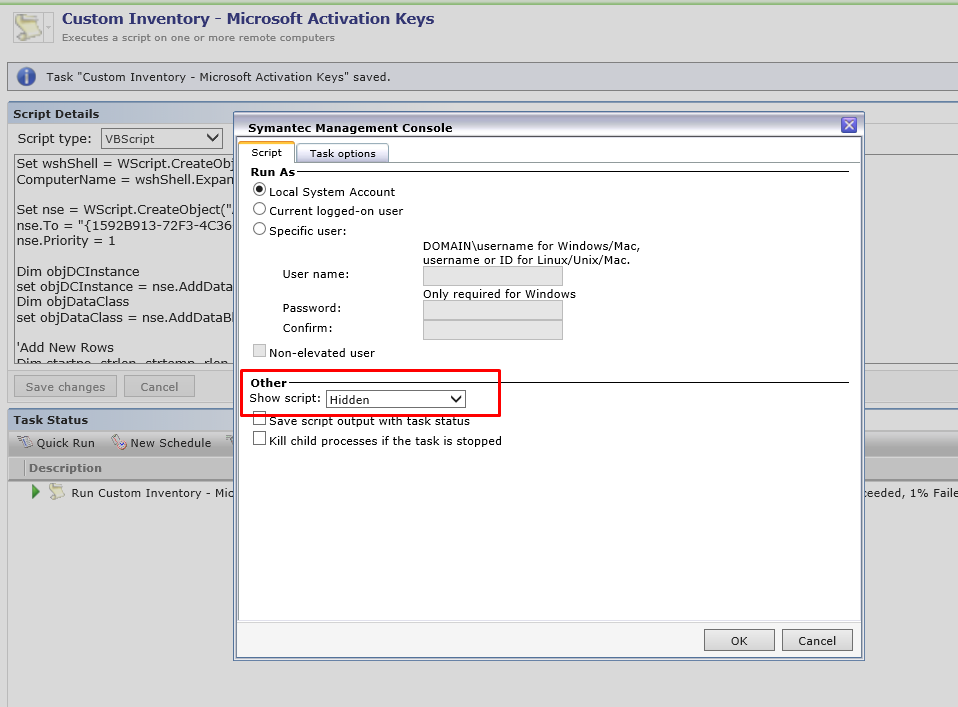 Custom Inventory - Microsoft Activation Keys
Executes a script on one or more remote computers
Task "Custom Inventory - Microsoft Activation Keys" saved.
Script Details
Script type: VBScript
Set wshShell = WScript.CreateObj
ComputerName = wshShell.Expan
Set nse = WScript.CreateObject("
nse.To = "{1592B913-72F3-4C36
nse.Priority = 1
Dim objDCInstance
set objDCInstance = nse.AddData
Dim objDataClass
set objDataClass = nse.AddDataBl
'Add New Rows
Dim startpo, strlen, strtemp, rlen
Save changes
Cancel
Task Status
Quick Run
New Schedule
Description
Run Custom Inventory - Mic
ceeded, 1% Faile
Symantec Management Console
Script
Task options
Run As
Local System Account
Current logged-on user
Specific user:
DOMAIN\username for Windows/Mac,
username or ID for Linux/Unix/Mac.
User name:
Only required for Windows
Password:
Confirm:
Non-elevated user
Other
Show script: Hidden
Save script output with task status
Kill child processes if the task is stopped
OK
Cancel